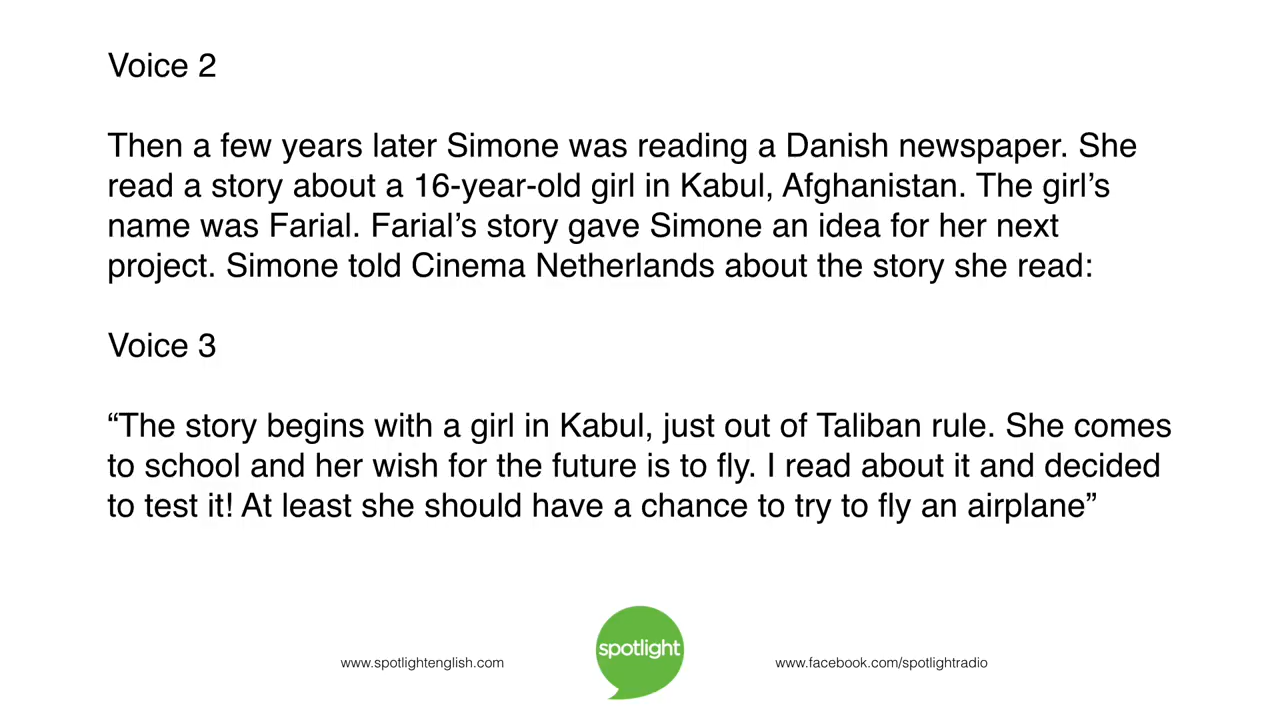 Voice 2
Then a few years later Simone was reading a Danish newspaper. She
read a story about a 16-year-old girl in Kabul, Afghanistan. The girl’s
name was Farial. Farial’s story gave Simone an idea for her next
project. Simone told Cinema Netherlands about the story she read:
Voice 3
“The story begins with a girl in Kabul, just out of Taliban rule. She comes
to school and her wish for the future is to fly. I read about it and decided
to test it! At least she should have a chance to try to fly an airplane”
www.spotlightenglish.com
spotlight
www.facebook.com/spotlightradio